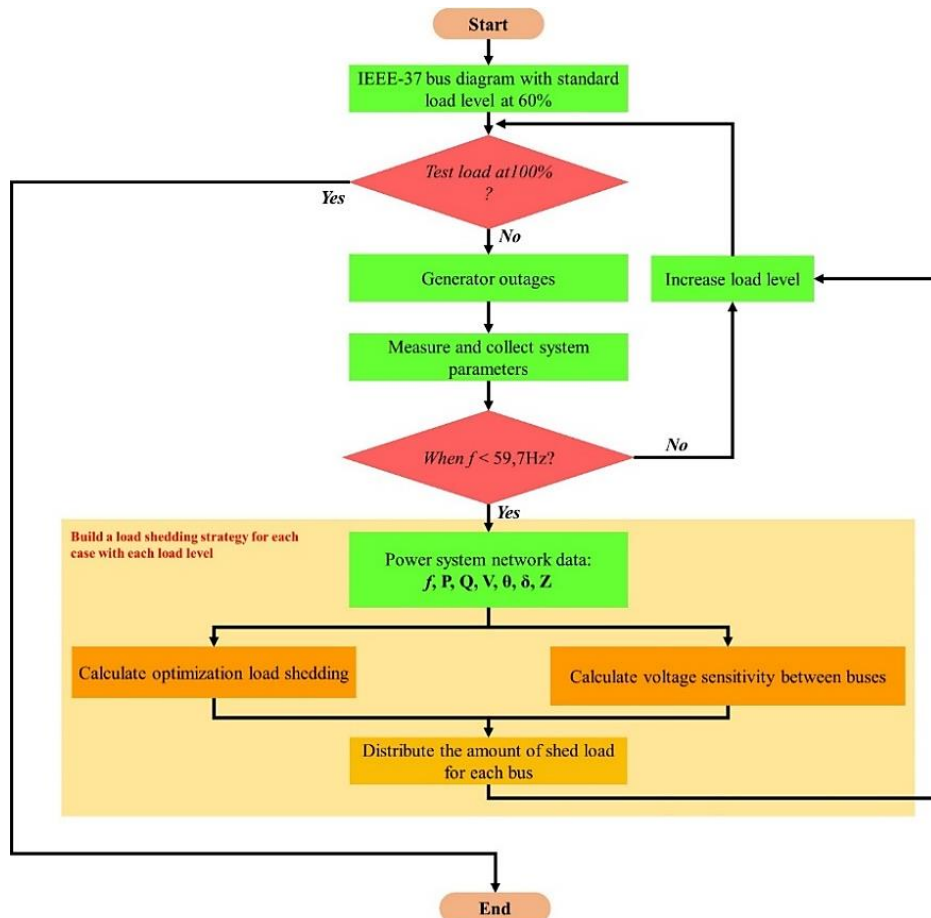 Start
IEEE-37 bus diagram with standard
load level at 60%
Test load at100%
?
Yes
No
Generator outages
Increase load level
Measure and collect system
parameters
When f < 59,7Hz?
No
Yes
Build a load shedding strategy for each
case with each load level
Power system network data:
f, P, Q, V, θ, δ, Z
Calculate optimization load shedding
Calculate voltage sensitivity between buses
Distribute the amount of shed load
for each bus
End